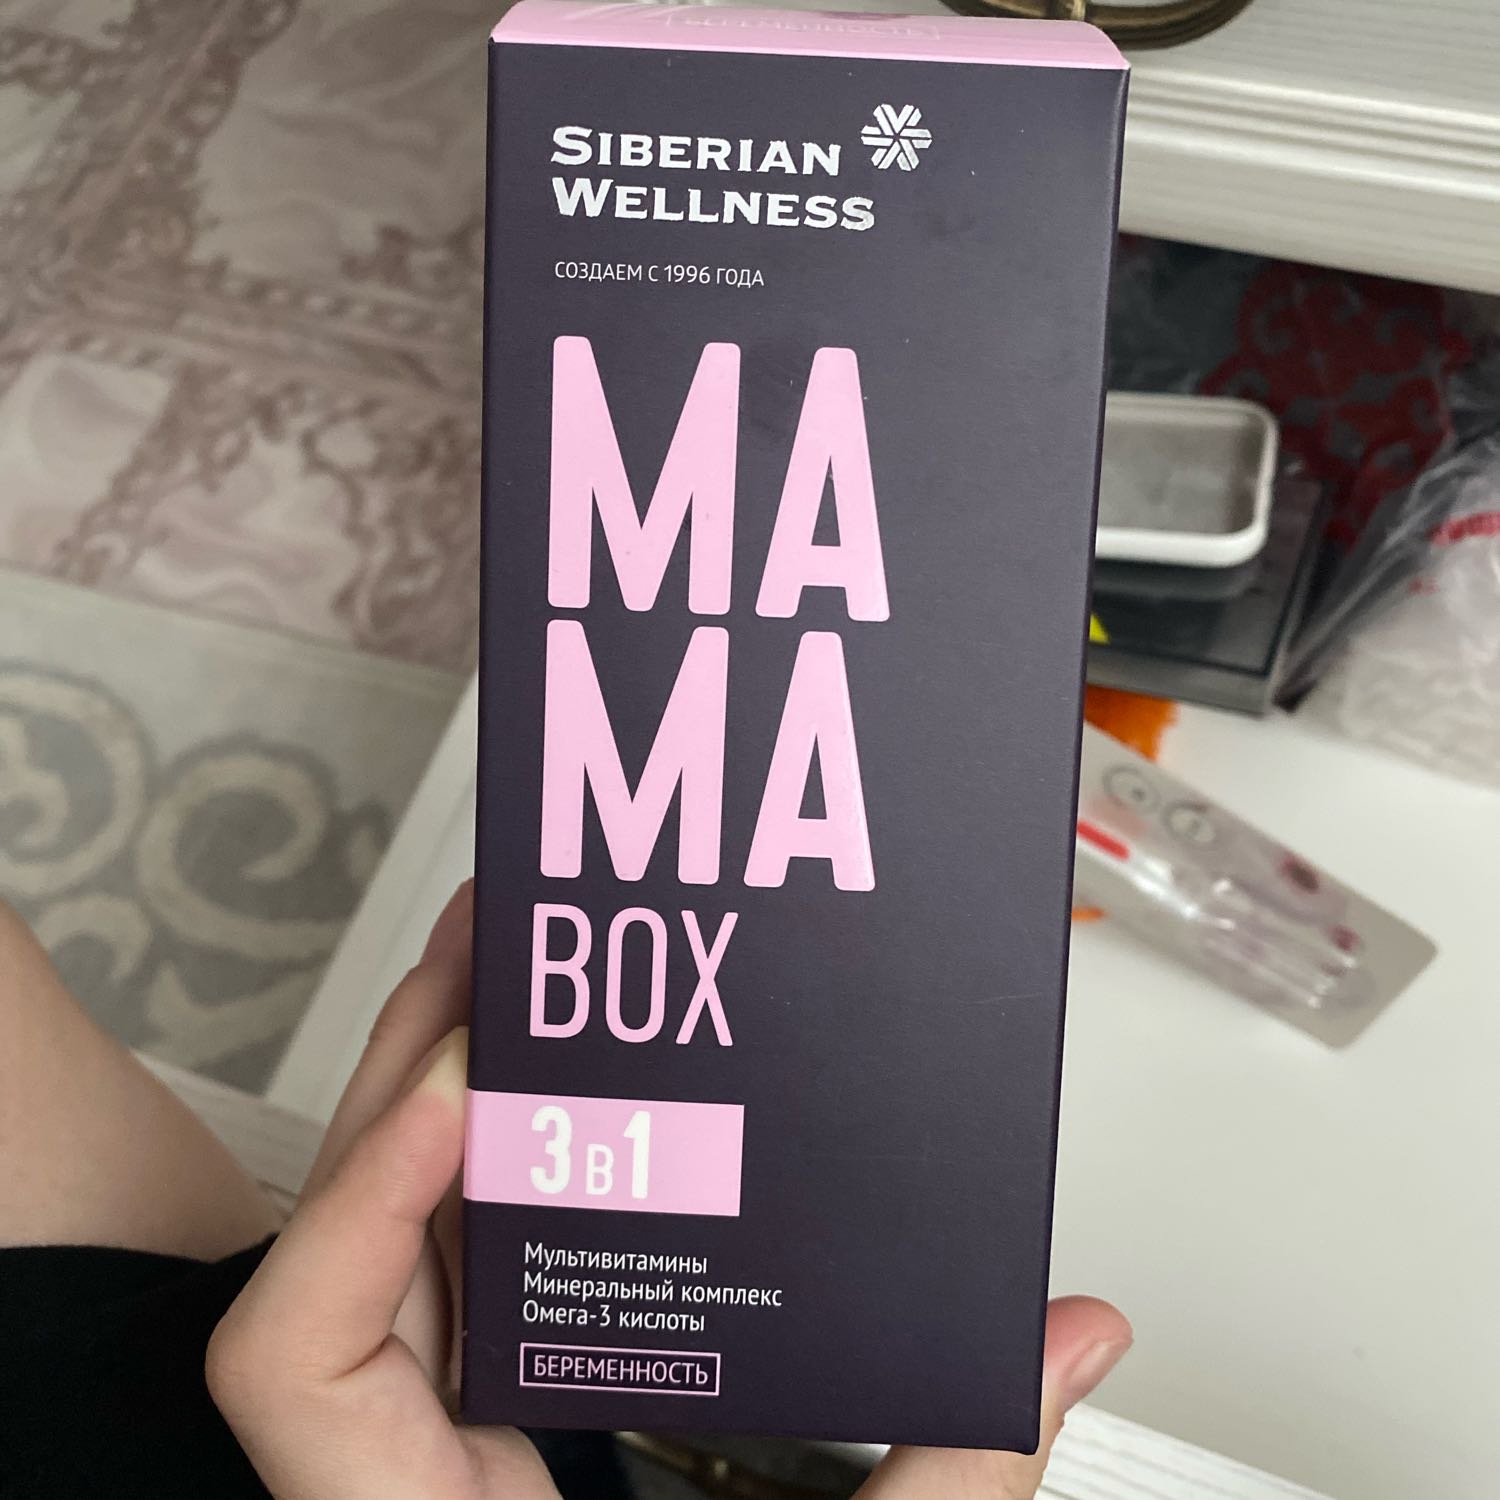 SIBERIAN
WELLNESS
СОЗДАЕМ С 1996 ГОДА
MA
MA
BOX
3 в 1
Мультивитамины
Минеральный комплекс
Омега-3 кислоты
БЕРЕМЕННОСТЬ